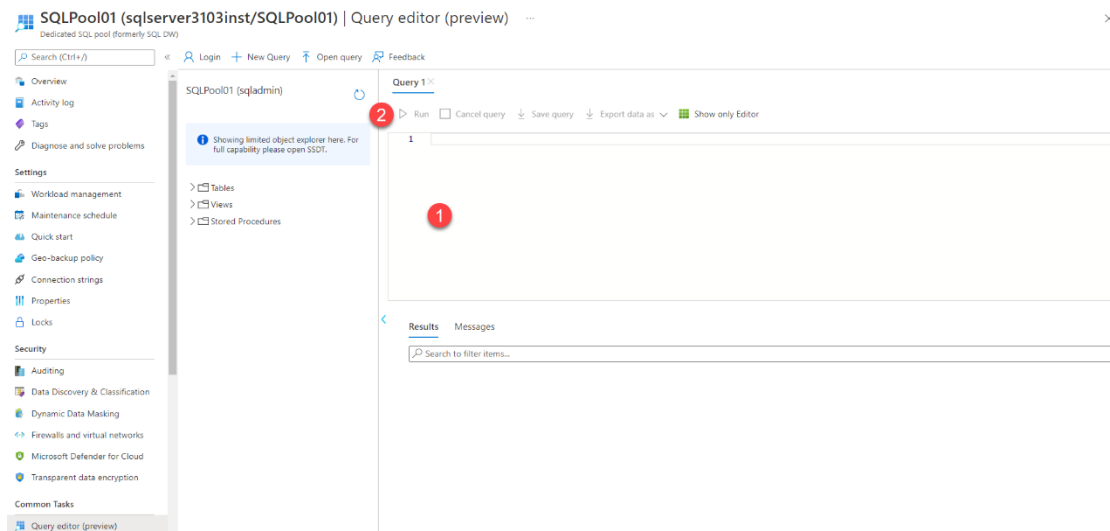 SQLPool01 (sqlserver3103inst/SQLPool01) | Query editor (preview) ...
Dedicated SQL pool (formerly SQL DW)
Search (Ctrl+/)
Overview
Activity log
Tags
Diagnose and solve problems
Settings
Workload management
Maintenance schedule
Quick start
Geo-backup policy
Connection strings
Properties
Locks
Security
Auditing
Data Discovery & Classification
Dynamic Data Masking
Firewalls and virtual networks
Microsoft Defender for Cloud
Transparent data encryption
Common Tasks
Query editor (preview)
Login New Query Open query Feedback
SQLPool01 (sqladmin)
Showing limited object explorer here. For
full capability please open SSDT.
Tables
Views
Stored Procedures
Query 1
2 Run Cancel query Save query Export data as Show only Editor
1
1
Results Messages
Search to filter items...